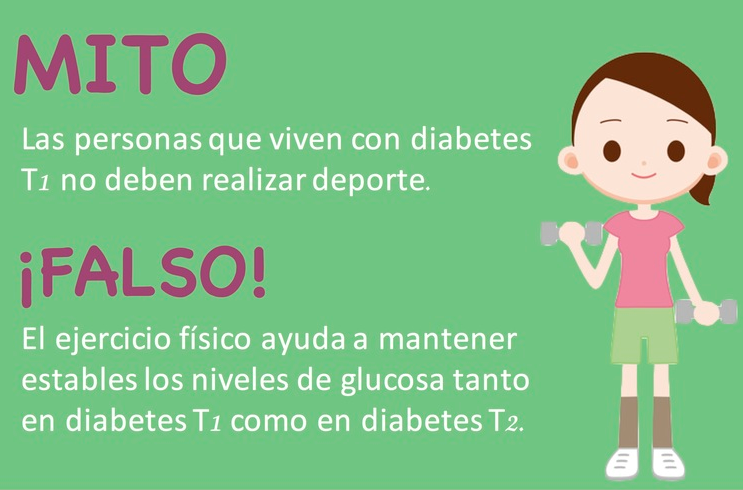 MITO
Las personas que viven con diabetes
T1 no deben realizar deporte.
¡FALSO!
El ejercicio físico ayuda a mantener
estables los niveles de glucosa tanto
en diabetes T1 como en diabetes T2.